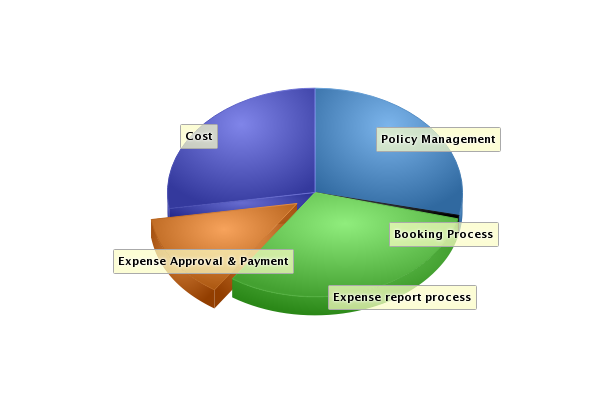 Cost
Policy Management
Booking Process
Expense Approval & Payment
Expense report process